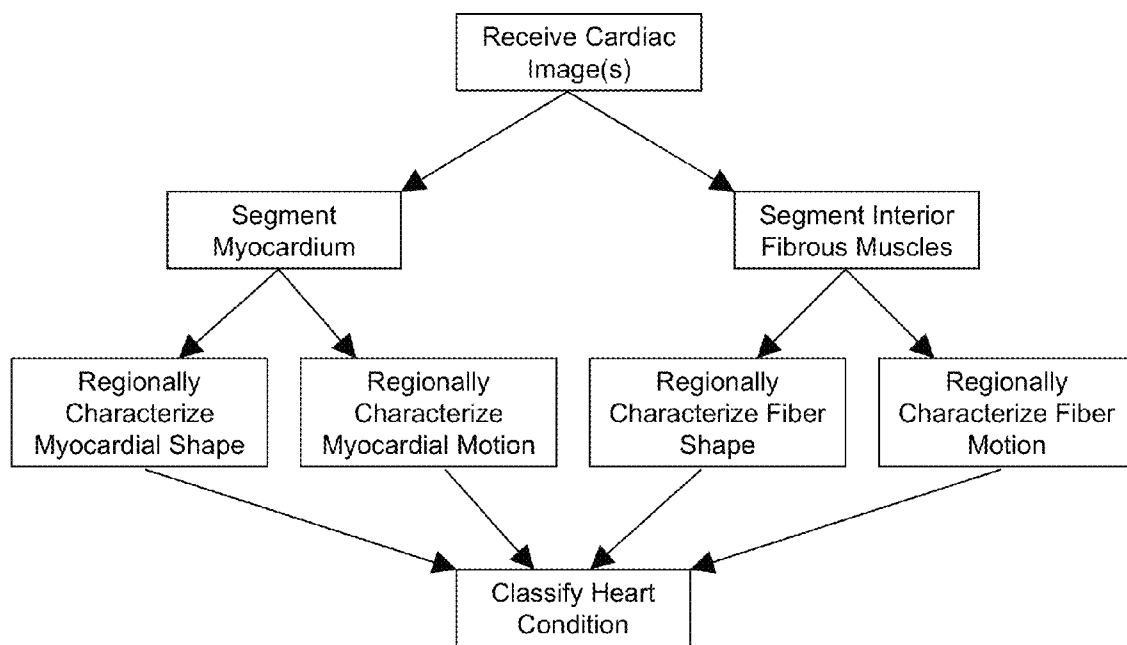 Receive Cardiac
Image(s)
Segment
Myocardium
Segment Interior
Fibrous Muscles
Regionally
Characterize
Myocardial Shape
Regionally
Characterize
Myocardial Motion
Regionally
Characterize Fiber
Shape
Regionally
Characterize Fiber
Motion
Classify Heart
Condition